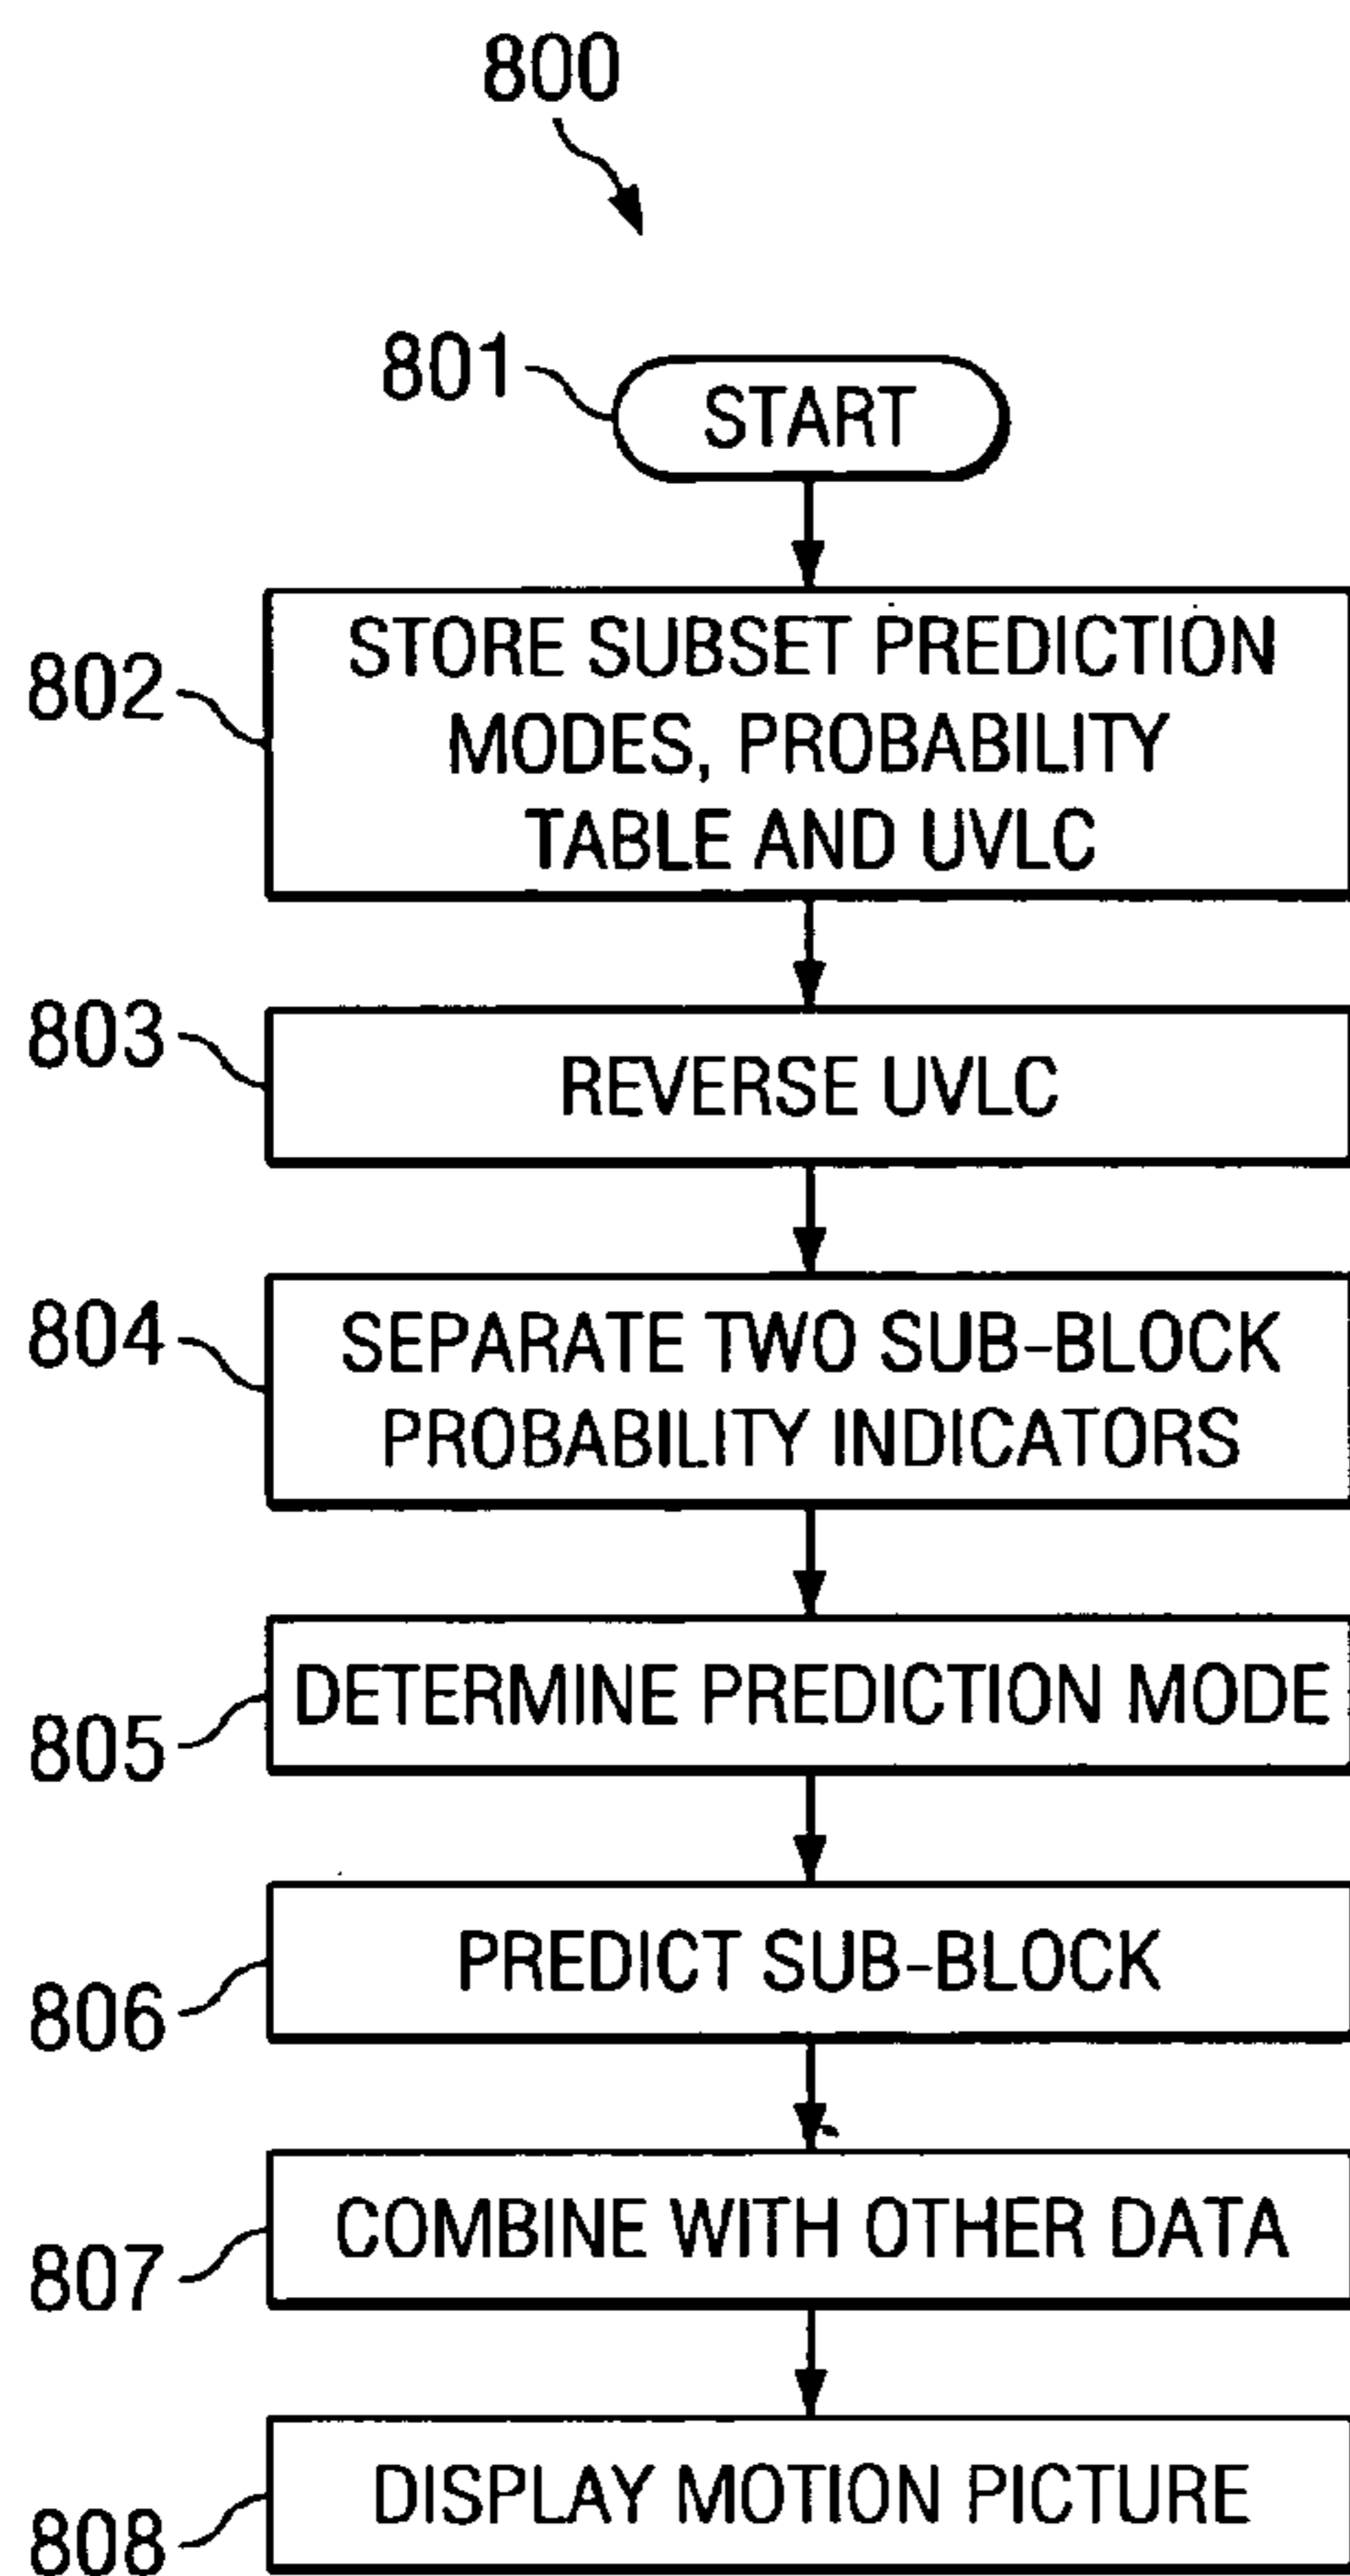 800
801
START
802
STORE SUBSET PREDICTION
MODES, PROBABILITY
TABLE AND UVLC
803
REVERSE UVLC
804
SEPARATE TWO SUB-BLOCK
PROBABILITY INDICATORS
805
DETERMINE PREDICTION MODE
806
PREDICT SUB-BLOCK
807
COMBINE WITH OTHER DATA
808
DISPLAY MOTION PICTURE